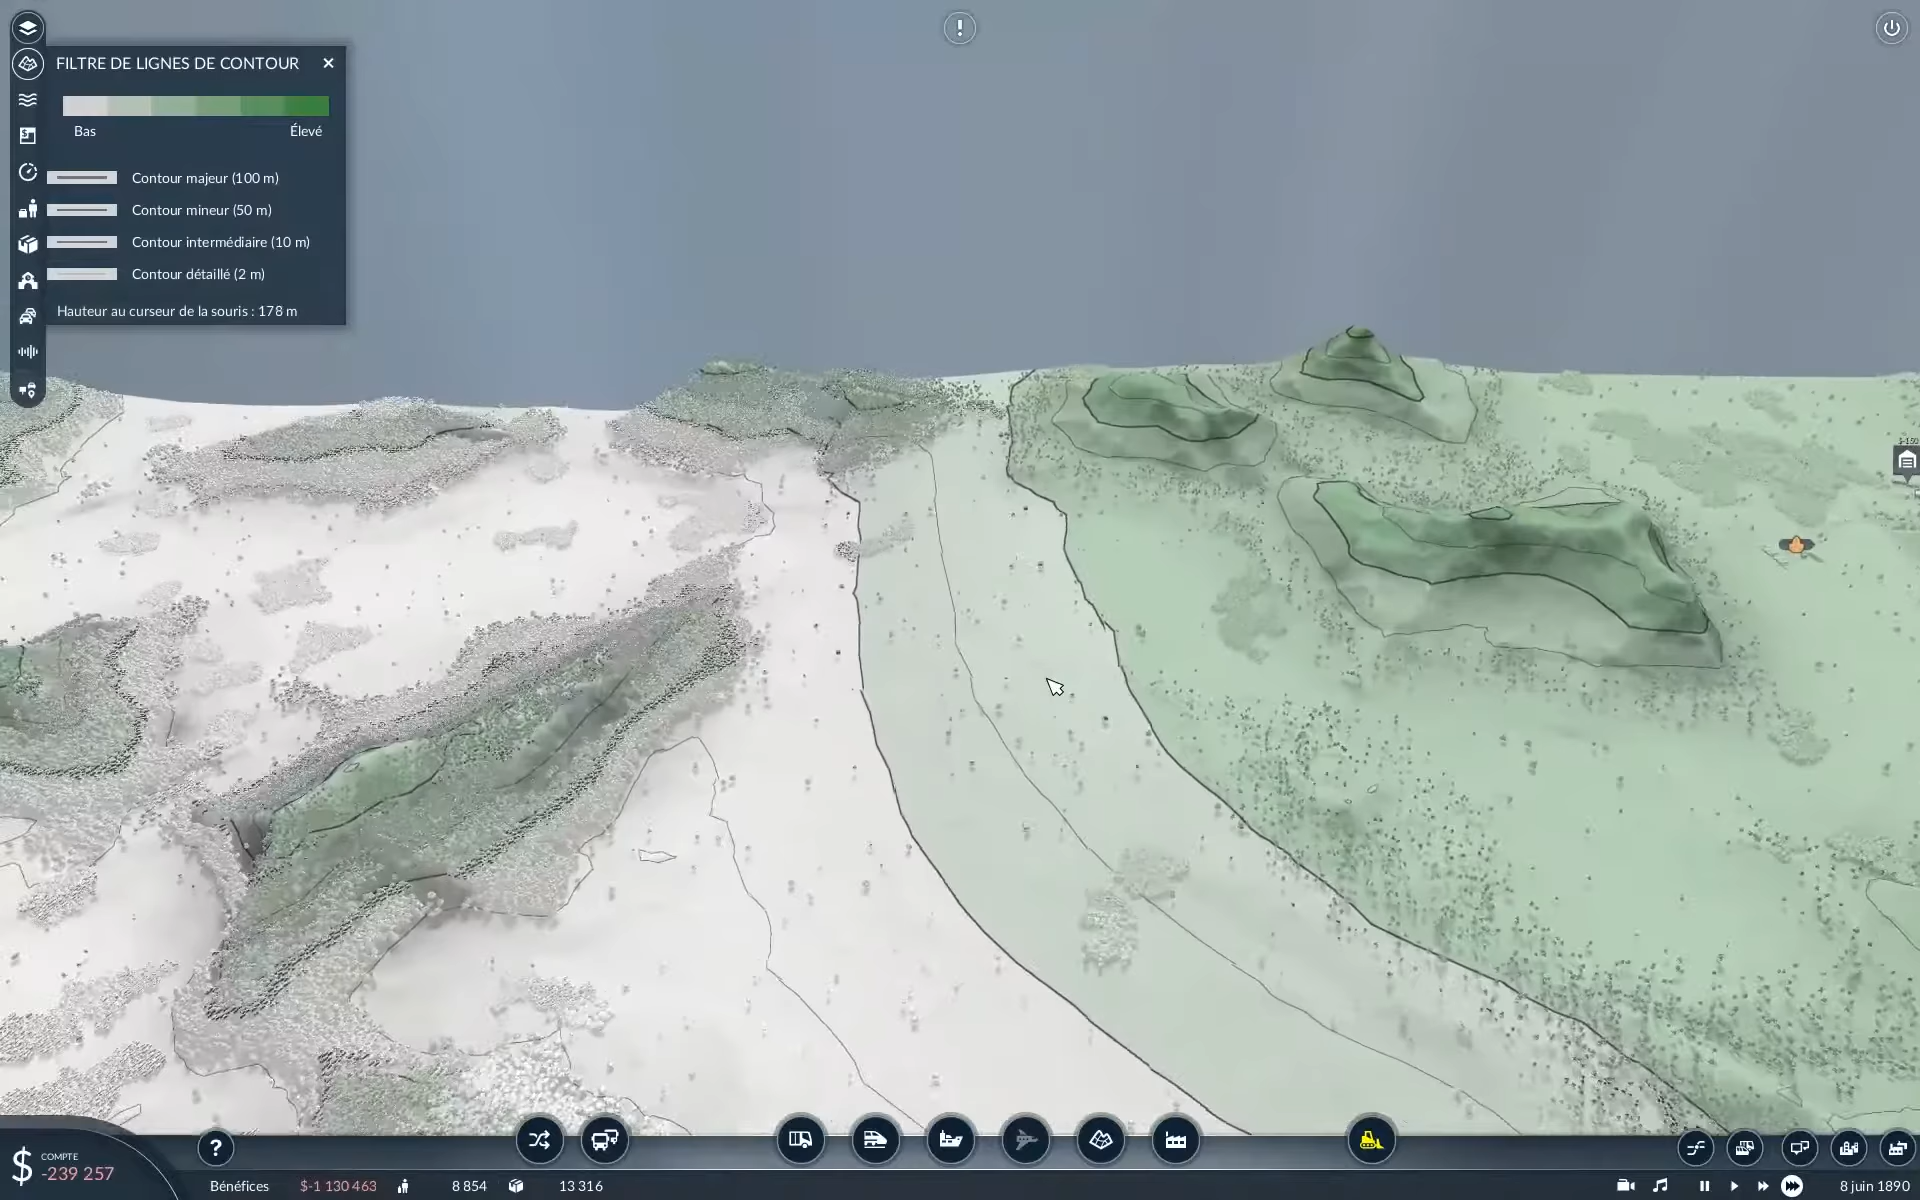 FILTRE DE LIGNES DE CONTOUR
Bas Élevé
Contour majeur (100 m)
Contour mineur (50 m)
Contour intermédiaire (10 m)
Contour détaillé (2 m)
Hauteur au curseur de la souris : 178 m
COMPTE
-239 257
Bénéfices $-1 130 463 8 854 13 316 8 juin 1890